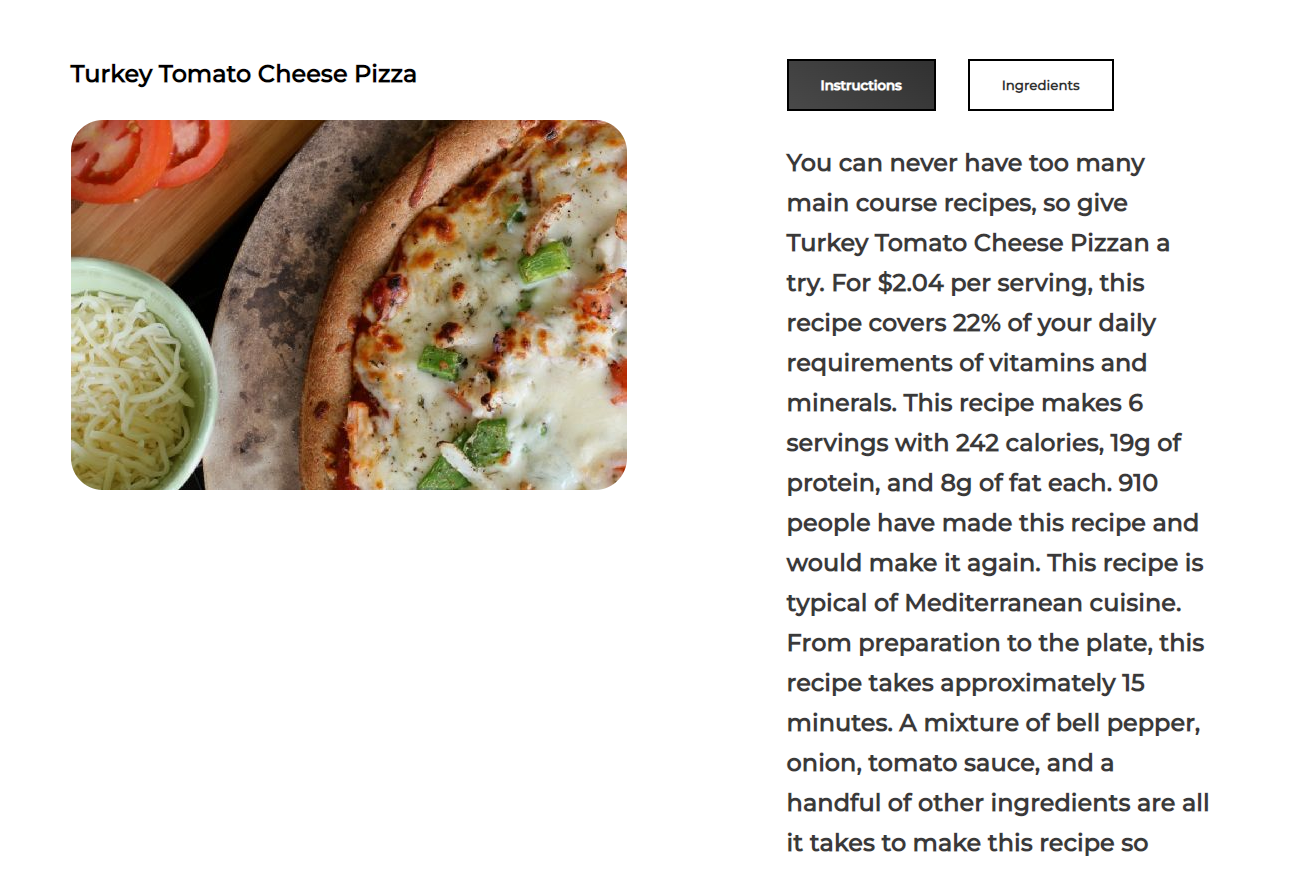 Turkey Tomato Cheese Pizza
Instructions
Ingredients
You can never have too many
main course recipes, so give
Turkey Tomato Cheese Pizzan a
try. For $2.04 per serving, this
recipe covers 22% of your daily
requirements of vitamins and
minerals. This recipe makes 6
servings with 242 calories, 19g of
protein, and 8g of fat each. 910
people have made this recipe and
would make it again. This recipe is
typical of Mediterranean cuisine.
From preparation to the plate, this
recipe takes approximately 15
minutes. A mixture of bell pepper,
onion, tomato sauce, and a
handful of other ingredients are all
it takes to make this recipe so